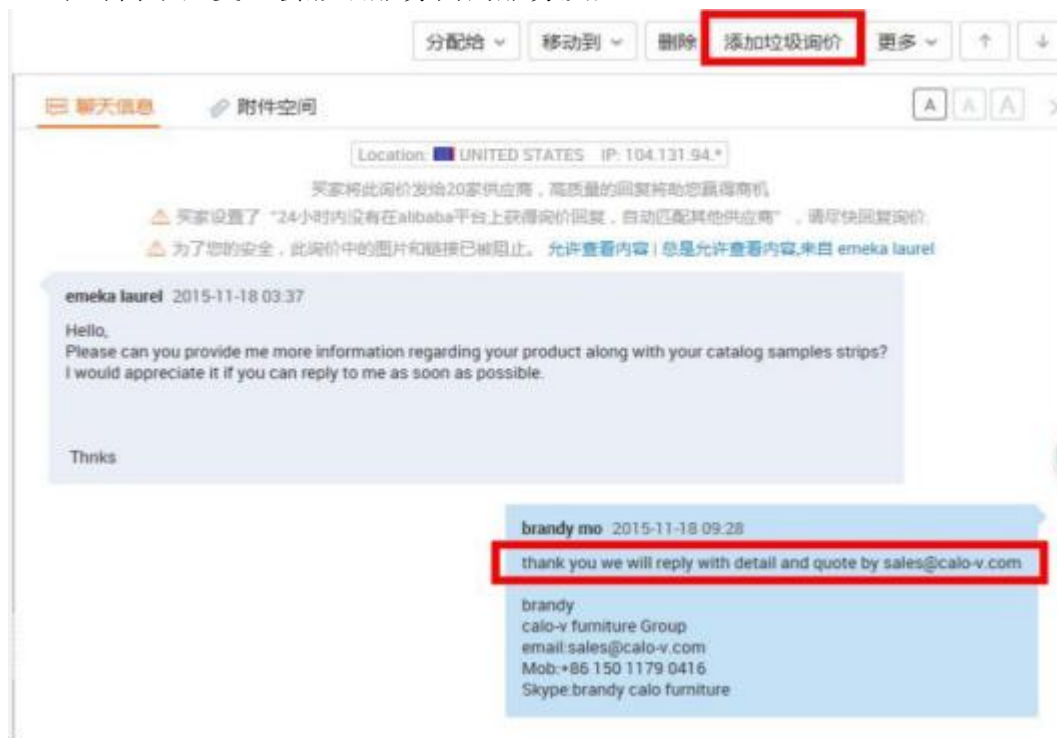 分配给
移动到
删除
添加垃圾询价
更多
↑
↓
聊天信息
附件空间
A A A
Location: UNITED STATES IP: 104.131.94.*
买家将此询价发给20家供应商，高质量的回复将助您赢得商机
买家设置了“24小时内没有在alibaba平台上获得询价回复，自动匹配其他供应商”，请尽快回复询价.
为了您的安全，此询价中的图片和链接已被阻止。 允许查看内容 | 总是允许查看内容,来自 emeka laurel
emeka laurel 2015-11-18 03:37
Hello,
Please can you provide me more information regarding your product along with your catalog samples strips?
I would appreciate it if you can reply to me as soon as possible.
Thnks
brandy mo 2015-11-18 09:28
thank you we will reply with detail and quote by sales@calo-v.com
brandy
calo-v furniture Group
email:sales@calo-v.com
Mob:+86 150 1179 0416
Skype:brandy calo furniture